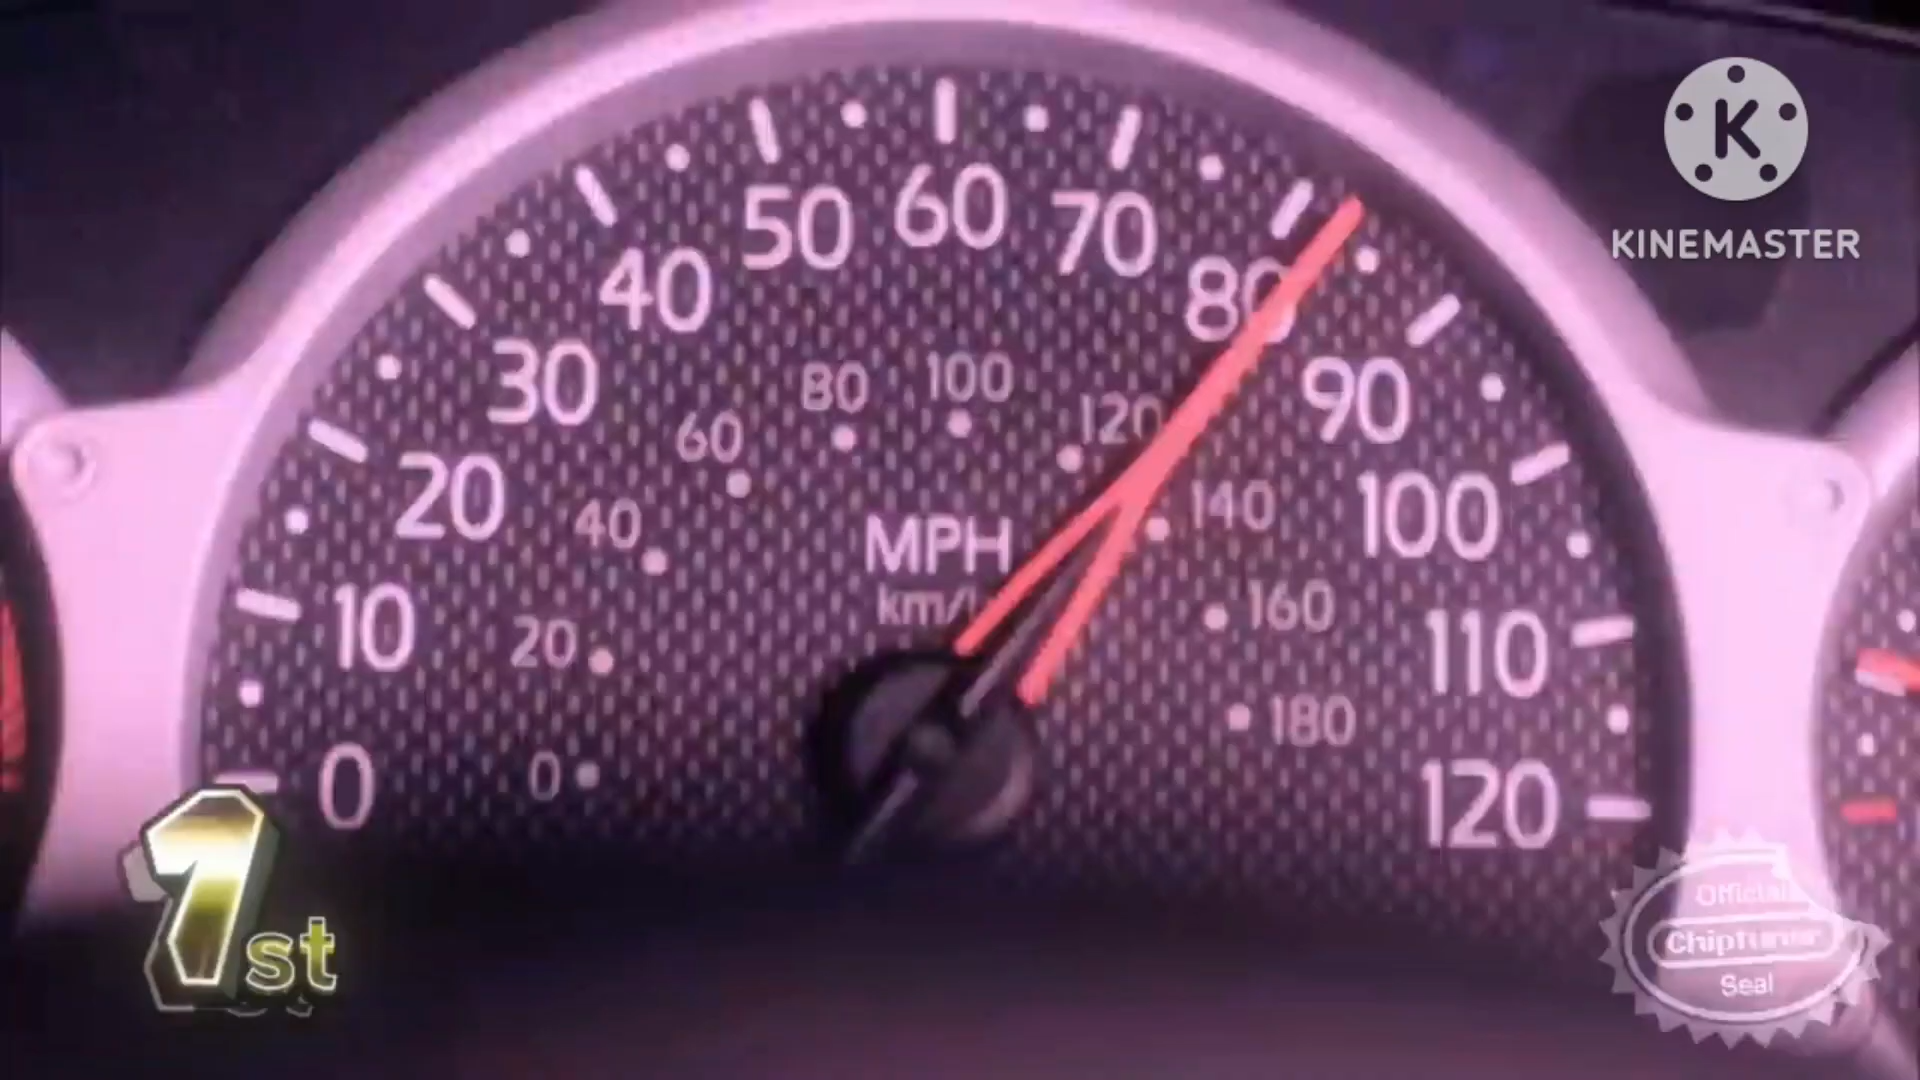 K
KINEMASTER
50 60 70
40 80
30 90
80 100 120
60
20 100
40 140
MPH
km/
10 160 110
20
180
0 0 120
1st
Official
Chiptuner
Seal